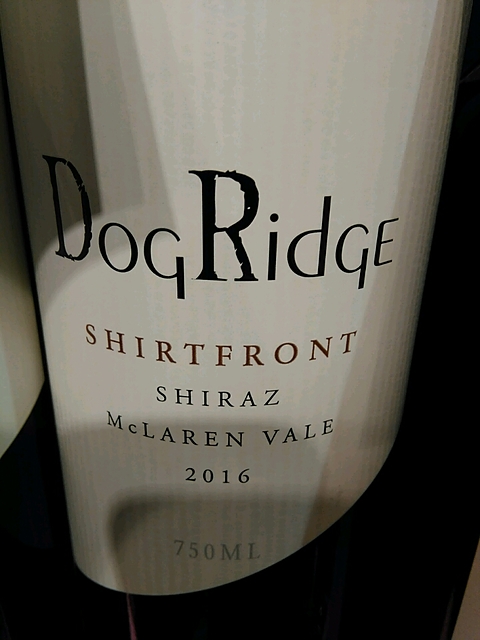 DogRidge
SHIRTFRONT
SHIRAZ
McLAREN VALE
2016
750ML